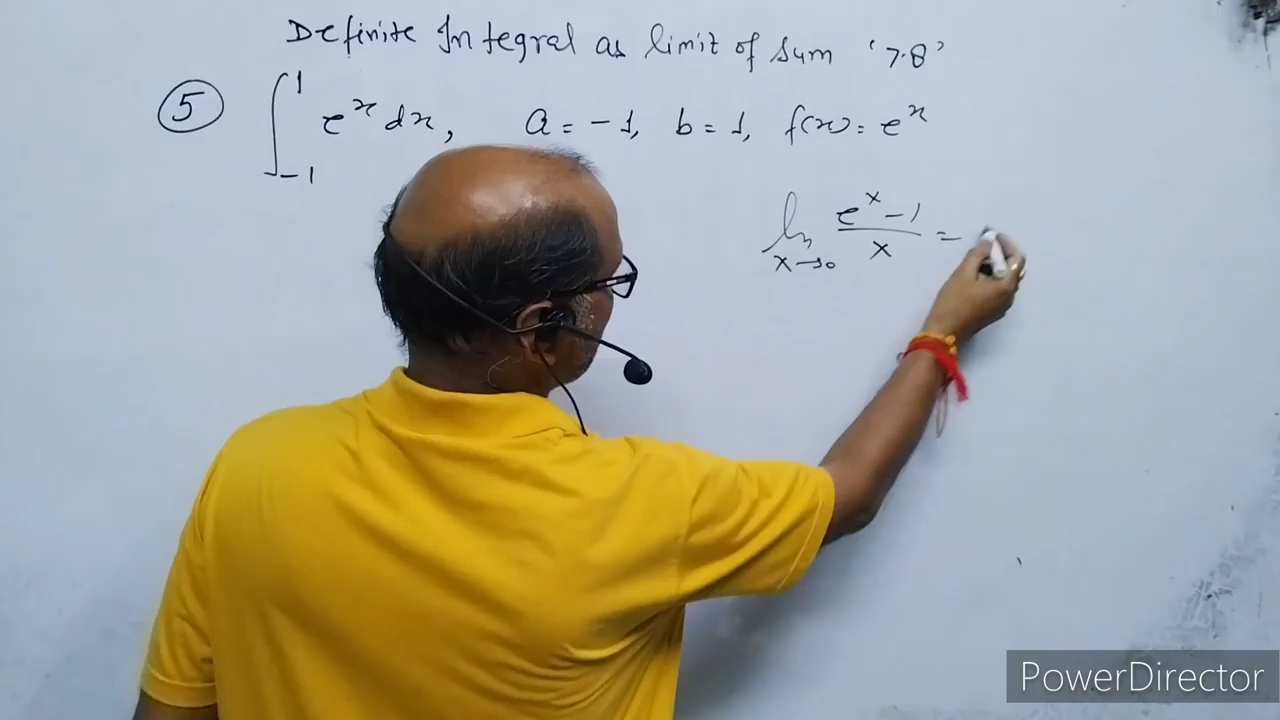 Definite Integral as limit of sum '7.8'
⑤ ∫₋₁¹ eˣ dx, a = -1, b = 1, f(x) = eˣ
lim x→0 (eˣ - 1)/x =
PowerDirector